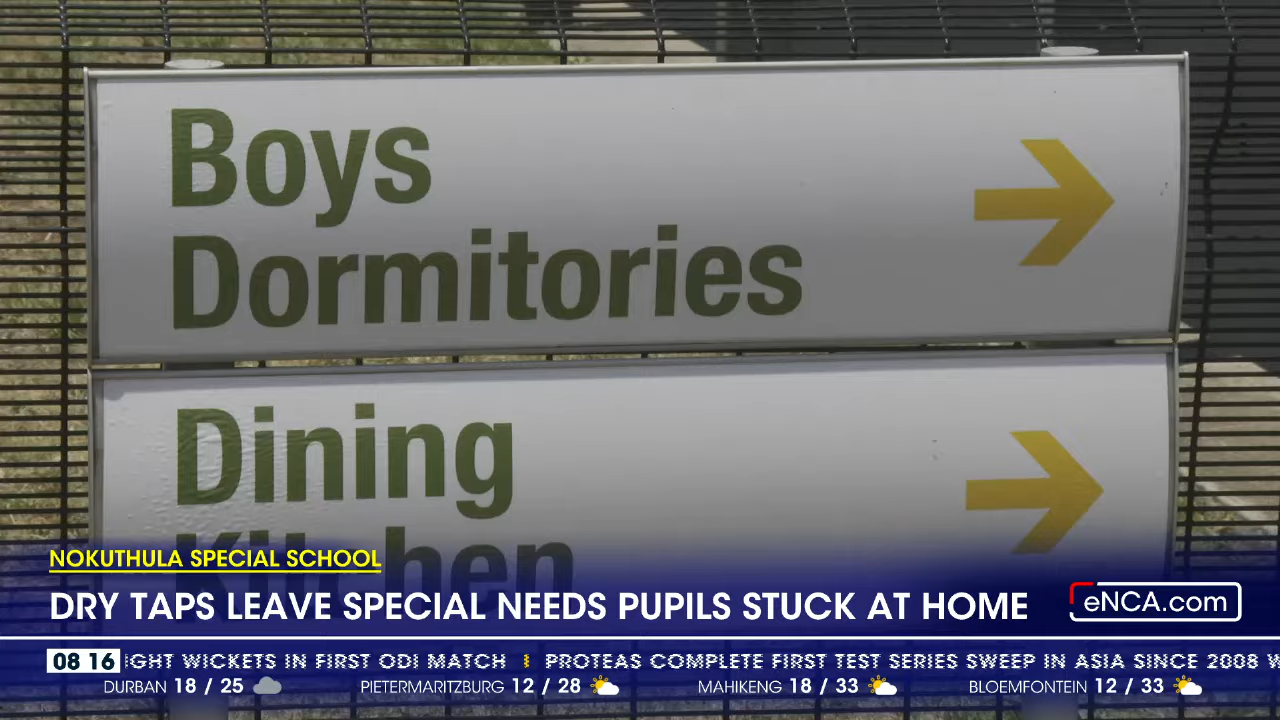 Boys
Dormitories
Dining
Kitchen
NOKUTHULA SPECIAL SCHOOL
DRY TAPS LEAVE SPECIAL NEEDS PUPILS STUCK AT HOME
eNCA.com
08 16
WICKETS IN FIRST ODI MATCH
PROTEAS COMPLETE FIRST TEST SERIES SWEEP IN ASIA SINCE 2008
DURBAN 18 / 25
PIETERMARITZBURG 12 / 28
MAHIKENG 18 / 33
BLOEMFONTEIN 12 / 33